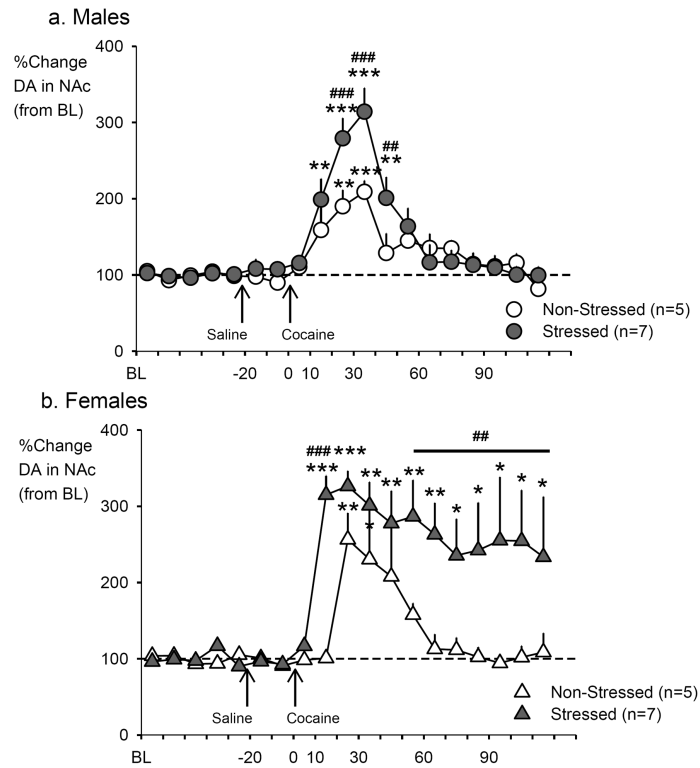 a. Males
400
%Change
DA in NAc
(from BL)
###
***
###
***
300
**
##
**
***
**
200
100
Saline
Cocaine
Non-Stressed (n=5)
Stressed (n=7)
0
BL -20 0 10 30 60 90
b. Females
400
%Change
DA in NAc
(from BL)
##
### ***
*** ** ** ** ** * * * * *
300
**
*
200
100
Saline
Cocaine
Non-Stressed (n=5)
Stressed (n=7)
0
BL -20 0 10 30 60 90